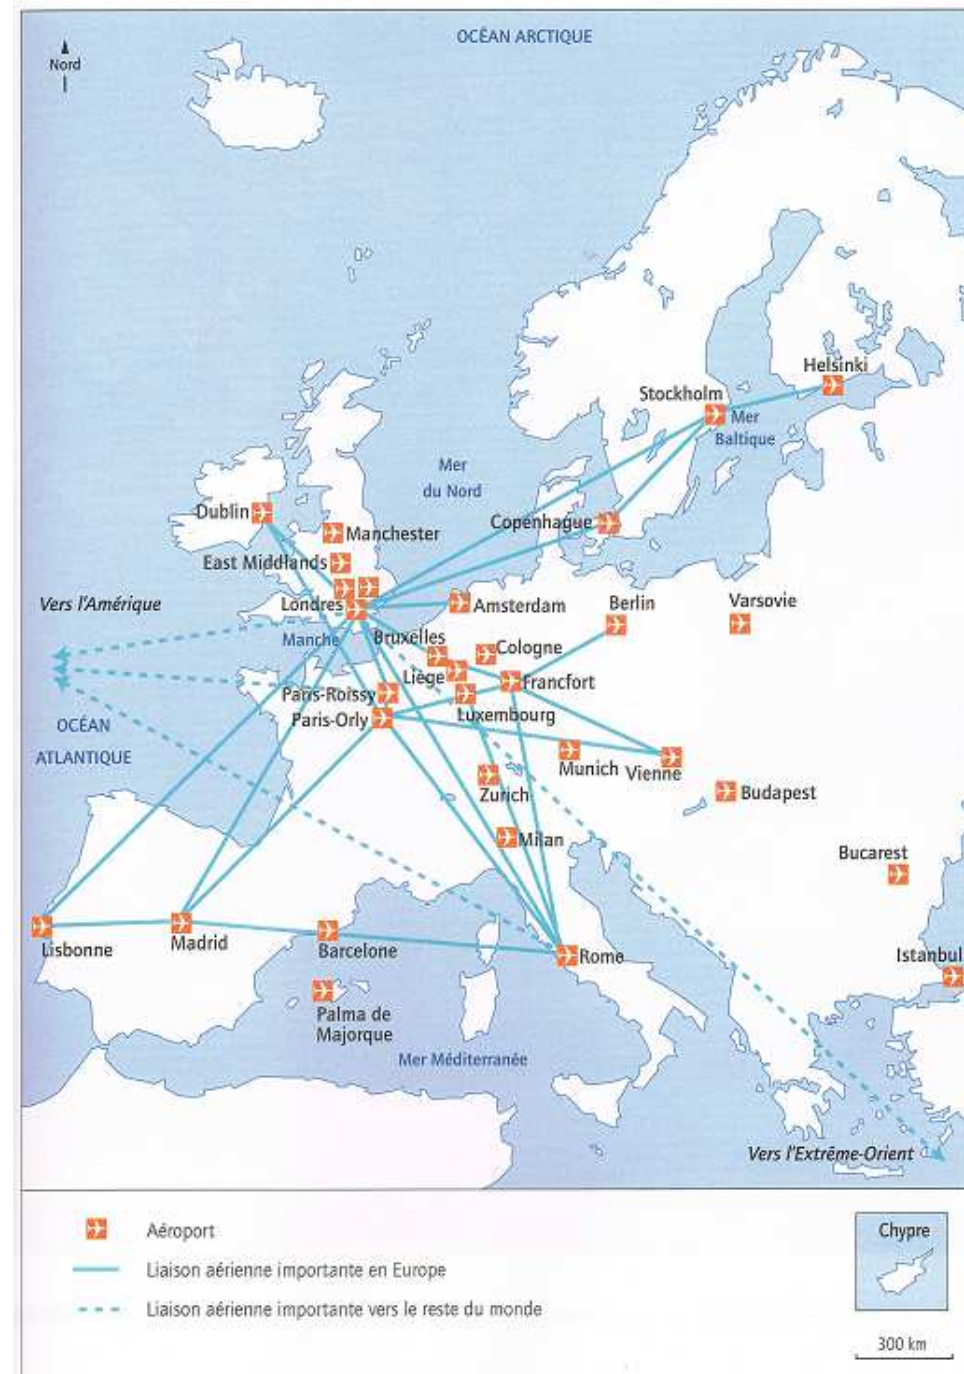 OCÉAN ARCTIQUE
Nord
Helsinki
Stockholm
Mer
Baltique
Mer
du Nord
Dublin
Copenhague
Manchester
East Middlands
Vers l'Amérique
Londres
Amsterdam
Berlin
Varsovie
Manche
Bruxelles
Cologne
Liège
Francfort
Paris-Roissy
Luxembourg
Paris-Orly
OCÉAN
ATLANTIQUE
Munich
Vienne
Zurich
Budapest
Milan
Bucarest
Lisbonne
Madrid
Barcelone
Rome
Istanbul
Palma de
Majorque
Mer Méditerranée
Vers l'Extrême-Orient
Aéroport
Liaison aérienne importante en Europe
Liaison aérienne importante vers le reste du monde
Chypre
300 km